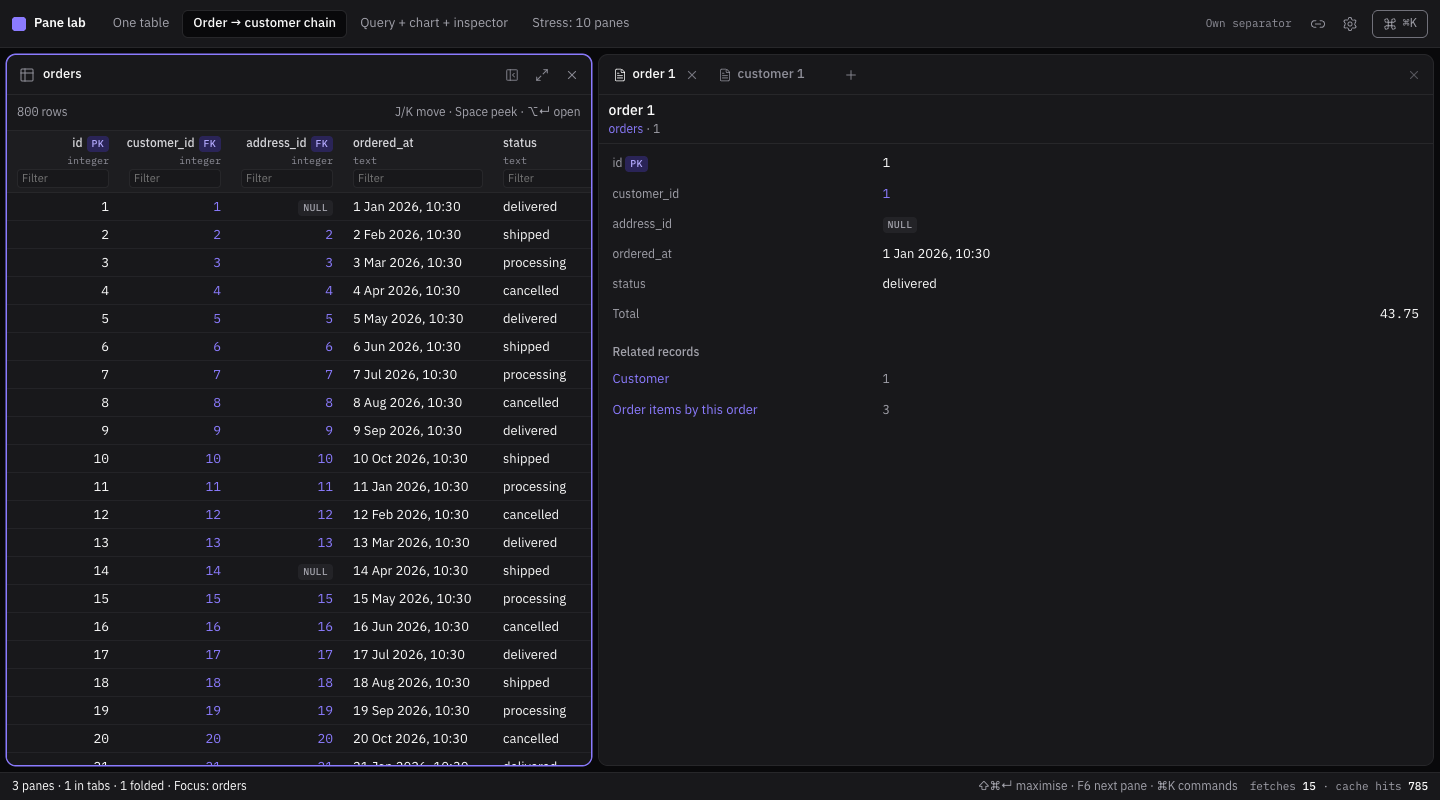 Pane lab One table Order → customer chain Query + chart + inspector Stress: 10 panes Own separator ⌘ ⌘K
orders
800 rows J/K move · Space peek · ⌥↵ open
id PK customer_id FK address_id FK ordered_at status
integer integer integer text text
Filter Filter Filter Filter Filter
1 1 NULL 1 Jan 2026, 10:30 delivered
2 2 2 2 Feb 2026, 10:30 shipped
3 3 3 3 Mar 2026, 10:30 processing
4 4 4 4 Apr 2026, 10:30 cancelled
5 5 5 5 May 2026, 10:30 delivered
6 6 6 6 Jun 2026, 10:30 shipped
7 7 7 7 Jul 2026, 10:30 processing
8 8 8 8 Aug 2026, 10:30 cancelled
9 9 9 9 Sep 2026, 10:30 delivered
10 10 10 10 Oct 2026, 10:30 shipped
11 11 11 11 Jan 2026, 10:30 processing
12 12 12 12 Feb 2026, 10:30 cancelled
13 13 13 13 Mar 2026, 10:30 delivered
14 14 NULL 14 Apr 2026, 10:30 shipped
15 15 15 15 May 2026, 10:30 processing
16 16 16 16 Jun 2026, 10:30 cancelled
17 17 17 17 Jul 2026, 10:30 delivered
18 18 18 18 Aug 2026, 10:30 shipped
19 19 19 19 Sep 2026, 10:30 processing
20 20 20 20 Oct 2026, 10:30 cancelled
order 1 customer 1
order 1
orders · 1
id PK 1
customer_id 1
address_id NULL
ordered_at 1 Jan 2026, 10:30
status delivered
Total 43.75
Related records
Customer 1
Order items by this order 3
3 panes · 1 in tabs · 1 folded · Focus: orders ⇧⌘↵ maximise · F6 next pane · ⌘K commands fetches 15 · cache hits 785